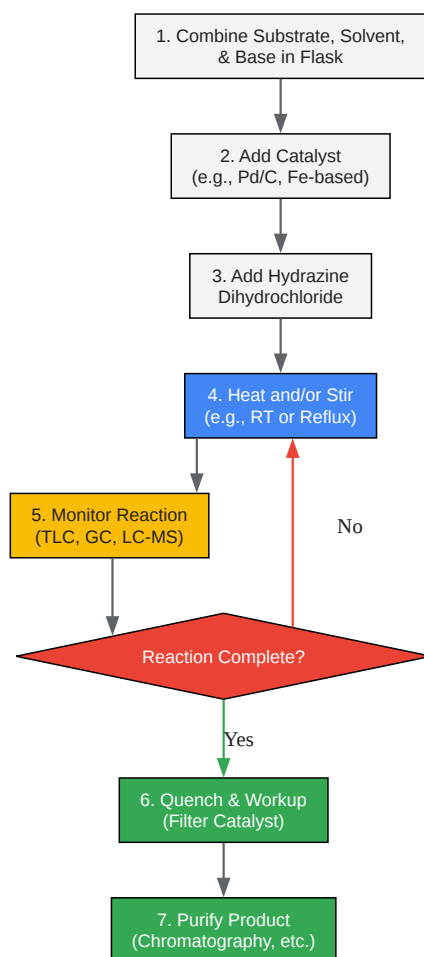 1. Combine Substrate, Solvent,
& Base in Flask
2. Add Catalyst
(e.g., Pd/C, Fe-based)
3. Add Hydrazine
Dihydrochloride
4. Heat and/or Stir
(e.g., RT or Reflux)
5. Monitor Reaction
(TLC, GC, LC-MS)
No
Reaction Complete?
Yes
6. Quench & Workup
(Filter Catalyst)
7. Purify Product
(Chromatography, etc.)